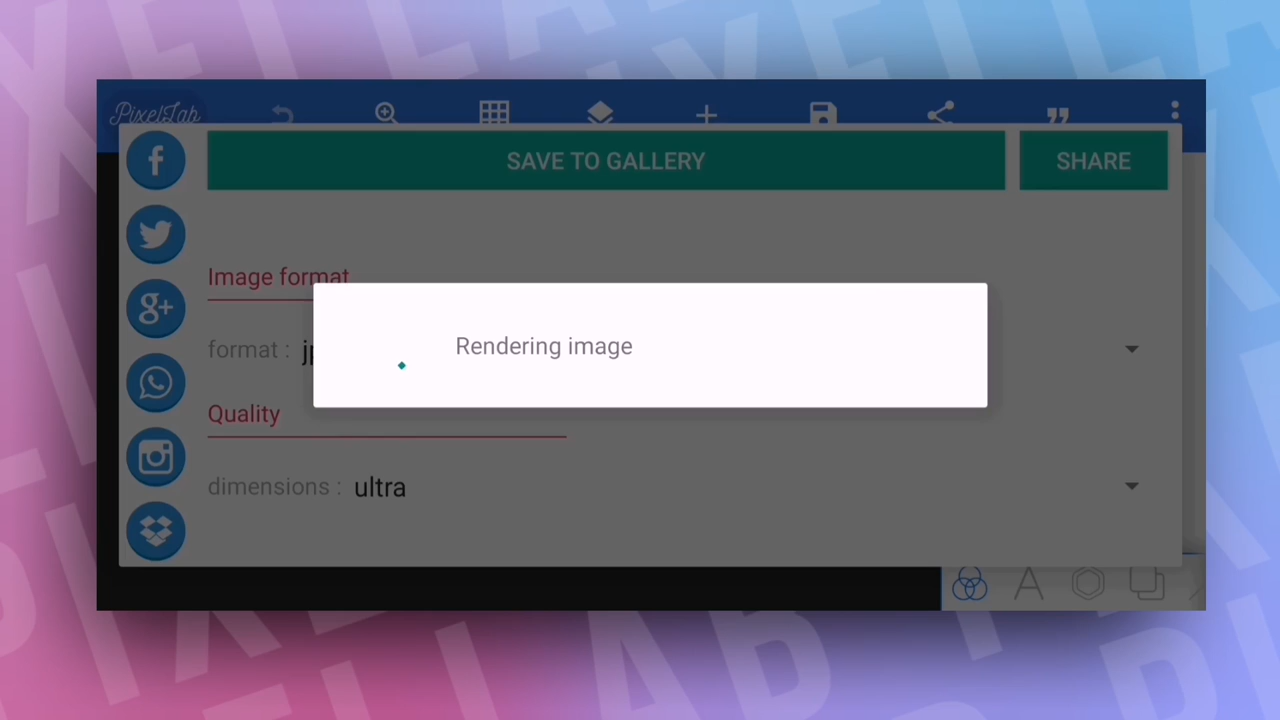 PixelLab
SAVE TO GALLERY
SHARE
Image format
format :
Rendering image
Quality
dimensions : ultra